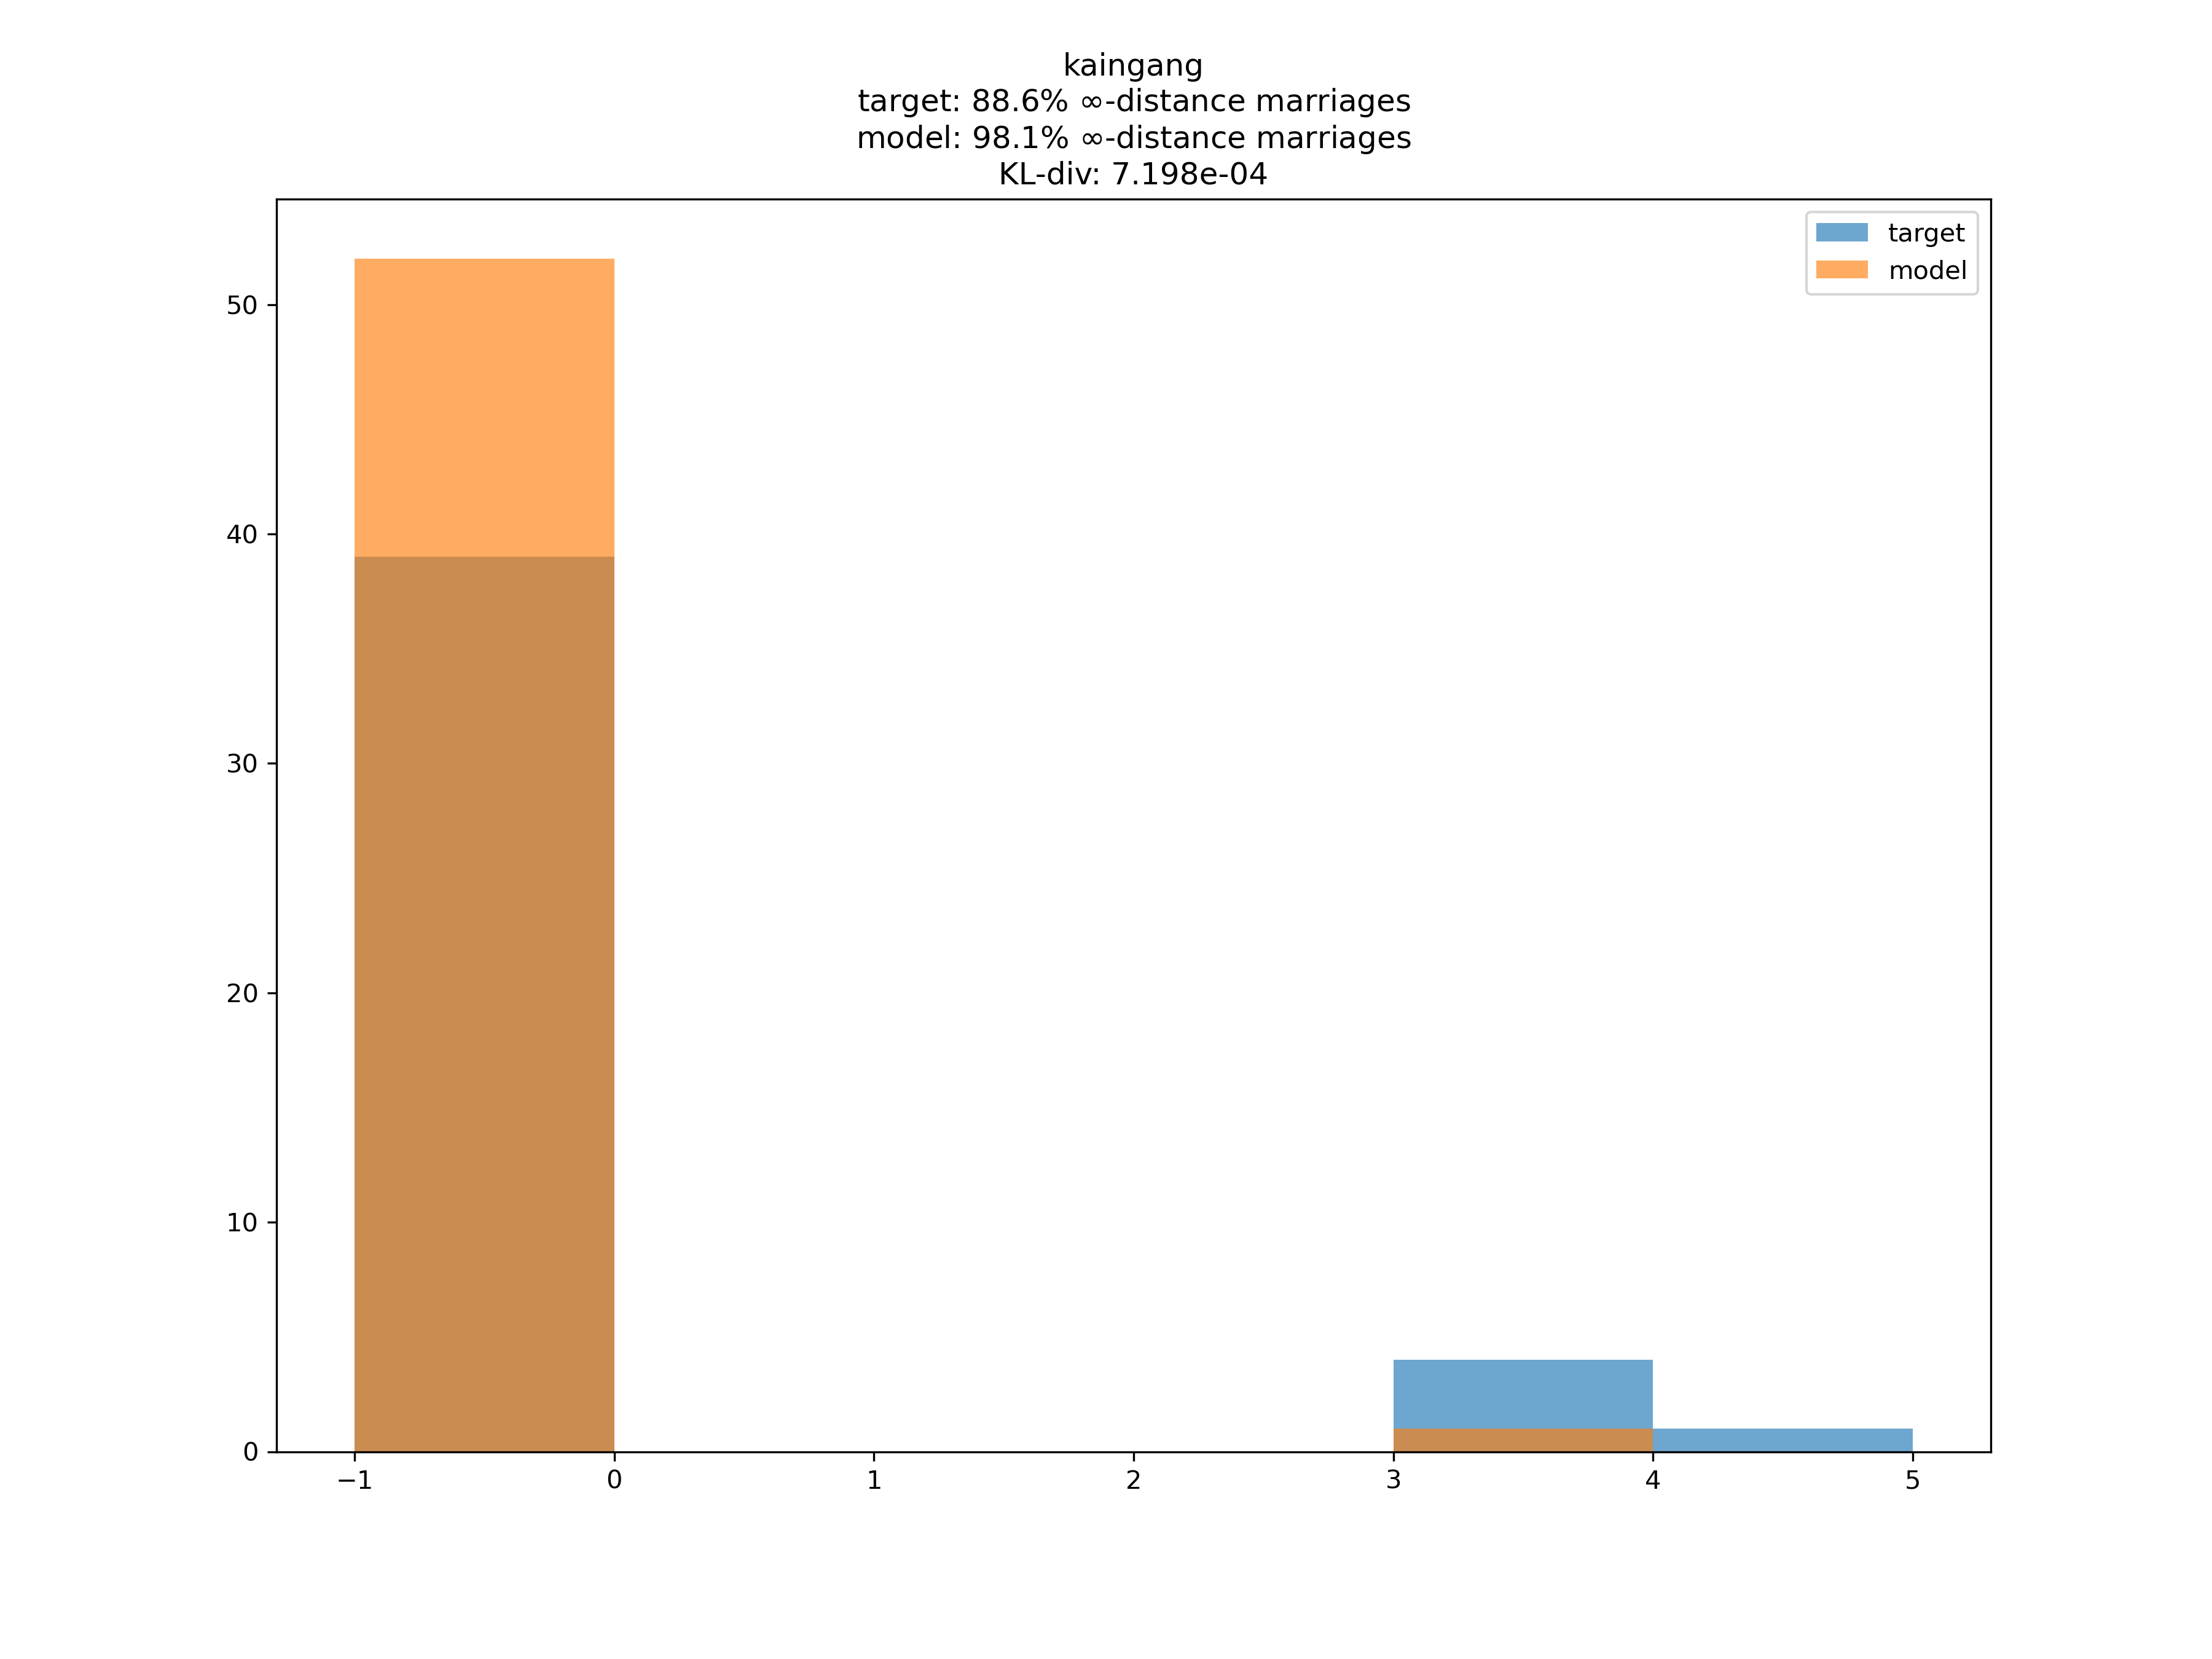 kaingang
target: 88.6% ∞-distance marriages
model: 98.1% ∞-distance marriages
KL-div: 7.198e-04
target
model
50
40
30
20
10
0
−1 0 1 2 3 4 5